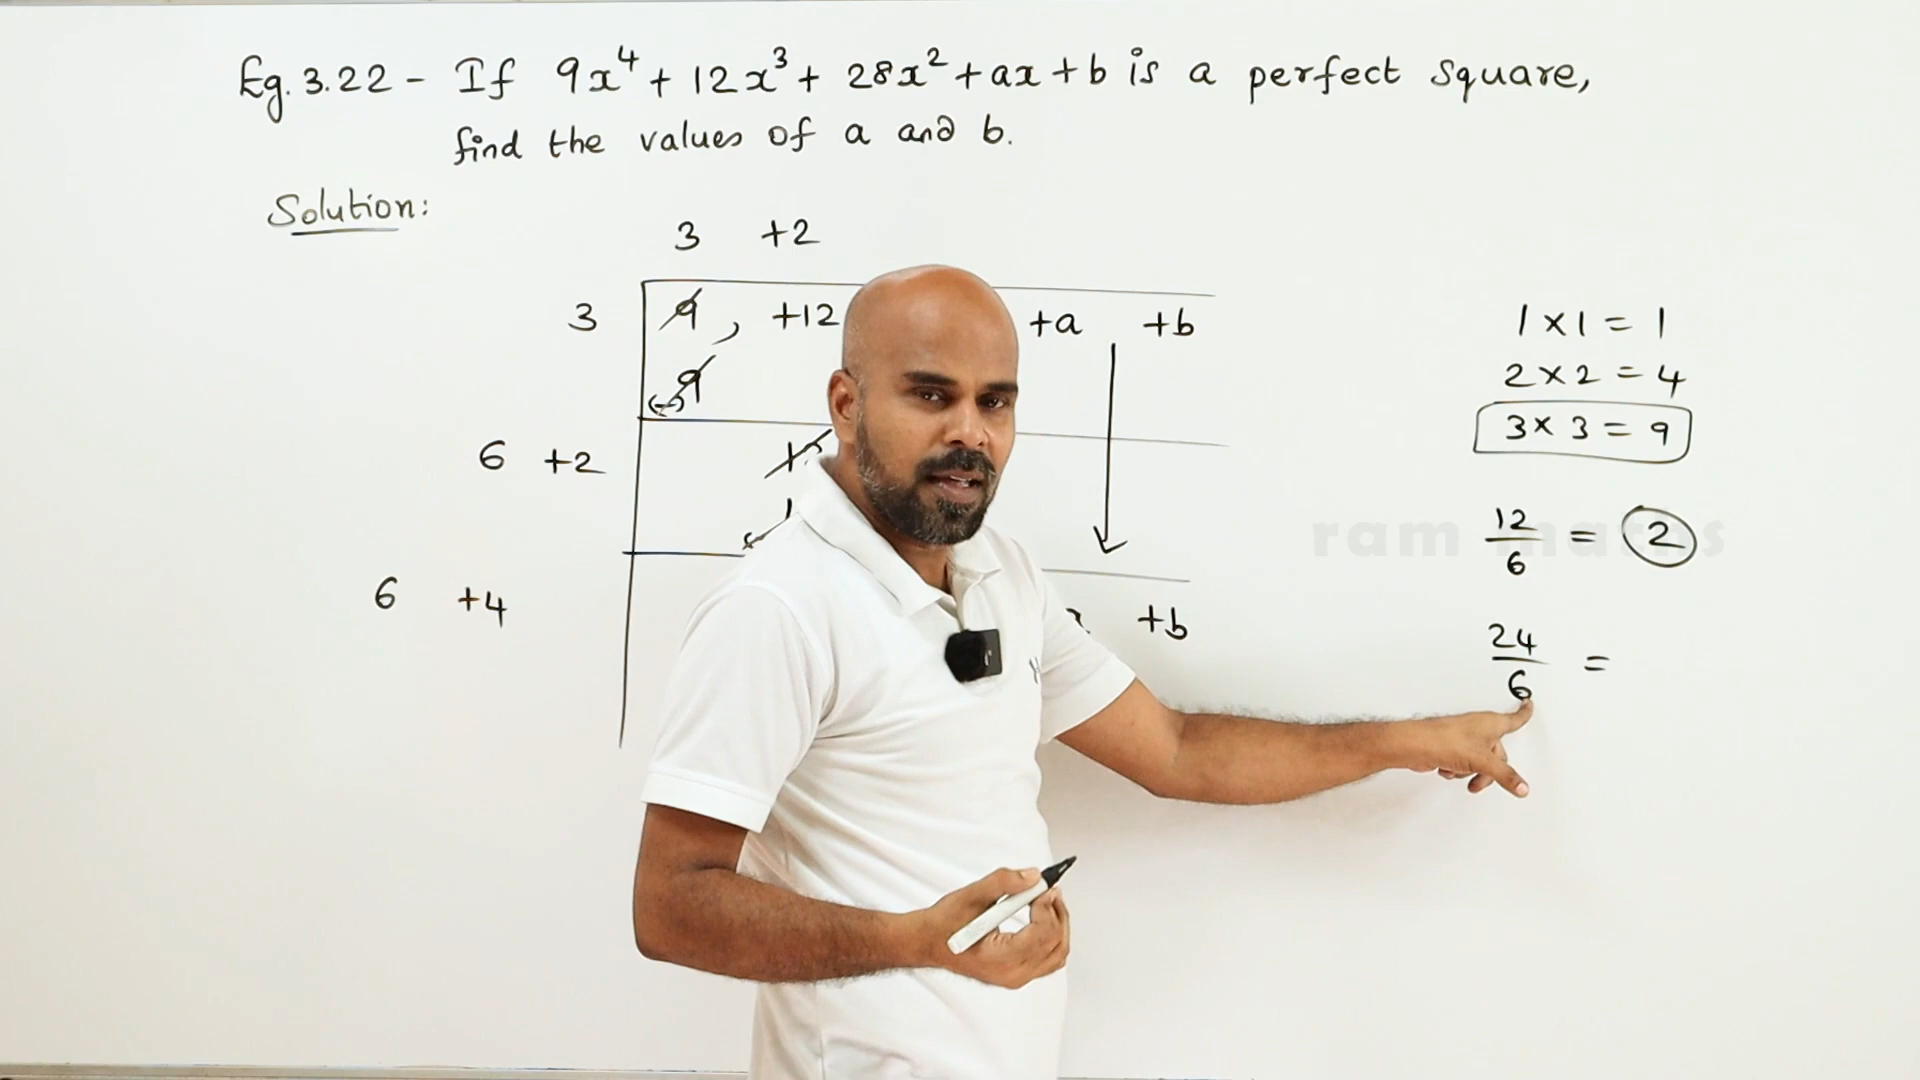 Eg. 3.22 - If 9x⁴ + 12x³ + 28x² + ax + b is a perfect square,
find the values of a and b.
Solution:
3 +2
3 9, +12 +a +b
(-) 9
6 +2
6 +4 +b
1 × 1 = 1
2 × 2 = 4
3 × 3 = 9
12/6 = 2
ram maths
24/6 =